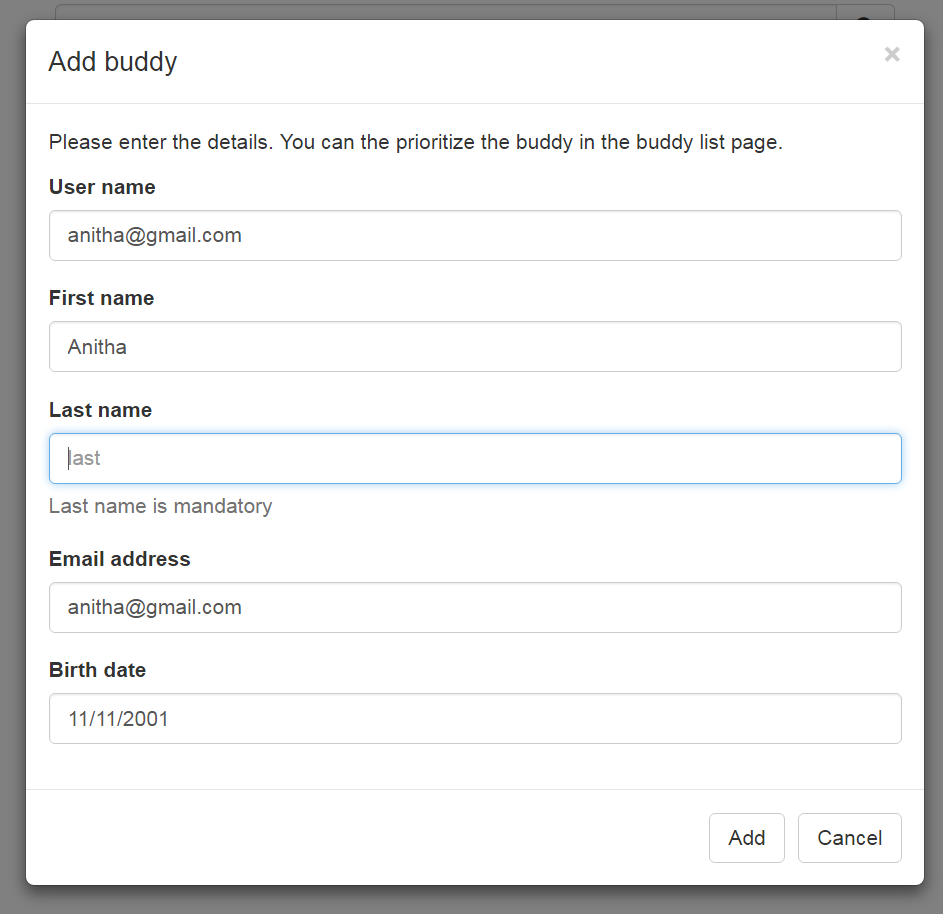 Add buddy
×
Please enter the details. You can the prioritize the buddy in the buddy list page.
User name
anitha@gmail.com
First name
Anitha
Last name
last
Last name is mandatory
Email address
anitha@gmail.com
Birth date
11/11/2001
Add Cancel